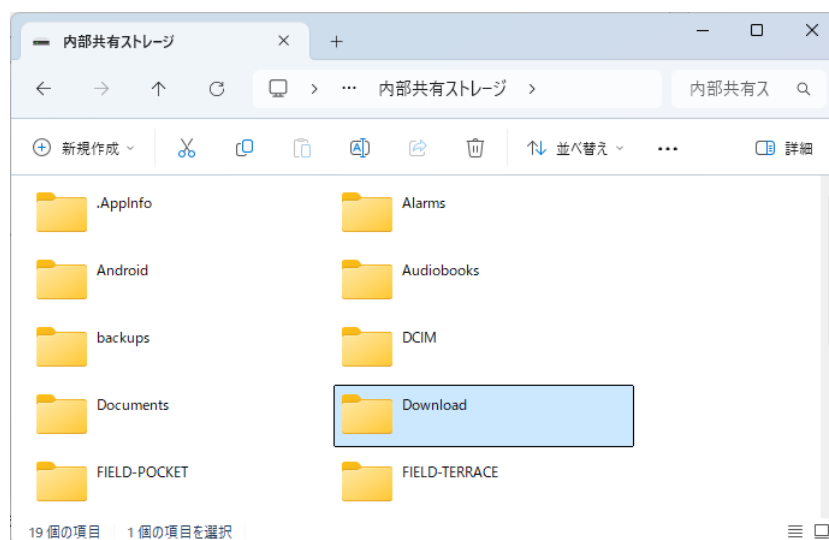 内部共有ストレージ
内部共有ストレージ
内部共有ス
新規作成
並べ替え
詳細
.AppInfo
Alarms
Android
Audiobooks
backups
DCIM
Documents
Download
FIELD-POCKET
FIELD-TERRACE
19 個の項目
1 個の項目を選択